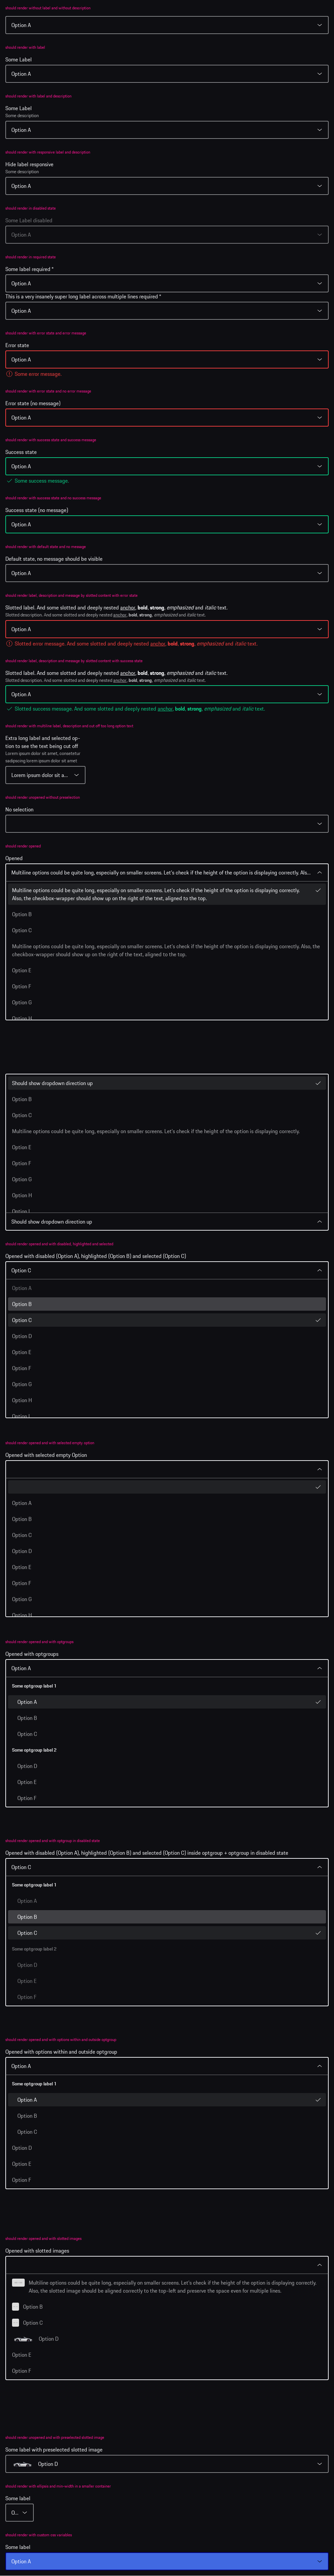 should render without label and without description
Option A
should render with label
Some Label
Option A
should render with label and description
Some Label
Some description
Option A
should render with responsive label and description
Hide label responsive
Some description
Option A
should render in disabled state
Some Label disabled
Option A
should render in required state
Some label required *
Option A
This is a very insanely super long label across multiple lines required *
Option A
should render with error state and error message
Error state
Option A
Some error message.
should render with error state and no error message
Error state (no message)
Option A
should render with success state and success message
Success state
Option A
Some success message.
should render with success state and no success message
Success state (no message)
Option A
should render with default state and no message
Default state, no message should be visible
Option A
should render label, description and message by slotted content with error state
Slotted label. And some slotted and deeply nested anchor, bold, strong, emphasized and italic text.
Slotted description. And some slotted and deeply nested anchor, bold, strong, emphasized and italic text.
Option A
Slotted error message. And some slotted and deeply nested anchor, bold, strong, emphasized and italic text.
should render label, description and message by slotted content with success state
Slotted label. And some slotted and deeply nested anchor, bold, strong, emphasized and italic text.
Slotted description. And some slotted and deeply nested anchor, bold, strong, emphasized and italic text.
Option A
Slotted success message. And some slotted and deeply nested anchor, bold, strong, emphasized and italic text.
should render with multiline label, description and cut off too long option text
Extra long label and selected op-
tion to see the text being cut off
Lorem ipsum dolor sit amet, consetetur
sadipscing lorem ipsum dolor sit amet
Lorem ipsum dolor sit a...
should render unopened without preselection
No selection
should render opened
Opened
Multiline options could be quite long, especially on smaller screens. Let's check if the height of the option is displaying correctly. Als...
Multiline options could be quite long, especially on smaller screens. Let's check if the height of the option is displaying correctly.
Also, the checkbox-wrapper should show up on the right of the text, aligned to the top.
Option B
Option C
Multiline options could be quite long, especially on smaller screens. Let's check if the height of the option is displaying correctly. Also, the
checkbox-wrapper should show up on the right of the text, aligned to the top.
Option E
Option F
Option G
Option H
Should show dropdown direction up
Option B
Option C
Multiline options could be quite long, especially on smaller screens. Let's check if the height of the option is displaying correctly.
Option E
Option F
Option G
Option H
Option I
Should show dropdown direction up
should render opened and with disabled, highlighted and selected
Opened with disabled (Option A), highlighted (Option B) and selected (Option C)
Option C
Option A
Option B
Option C
Option D
Option E
Option F
Option G
Option H
Option I
should render opened and with selected empty option
Opened with selected empty Option
Option A
Option B
Option C
Option D
Option E
Option F
Option G
Option H
should render opened and with optgroups
Opened with optgroups
Option A
Some optgroup label 1
Option A
Option B
Option C
Some optgroup label 2
Option D
Option E
Option F
should render opened and with optgroup in disabled state
Opened with disabled (Option A), highlighted (Option B) and selected (Option C) inside optgroup + optgroup in disabled state
Option C
Some optgroup label 1
Option A
Option B
Option C
Some optgroup label 2
Option D
Option E
Option F
should render opened and with options within and outside optgroup
Opened with options within and outside optgroup
Option A
Some optgroup label 1
Option A
Option B
Option C
Option D
Option E
Option F
should render opened and with slotted images
Opened with slotted images
Multiline options could be quite long, especially on smaller screens. Let's check if the height of the option is displaying correctly.
Also, the slotted image should be aligned correctly to the top-left and preserve the space even for multiple lines.
Option B
Option C
Option D
Option E
Option F
should render unopened and with preselected slotted image
Some label with preselected slotted image
Option D
should render with ellipsis and min-width in a smaller container
Some label
O...
should render with custom css variables
Some label
Option A